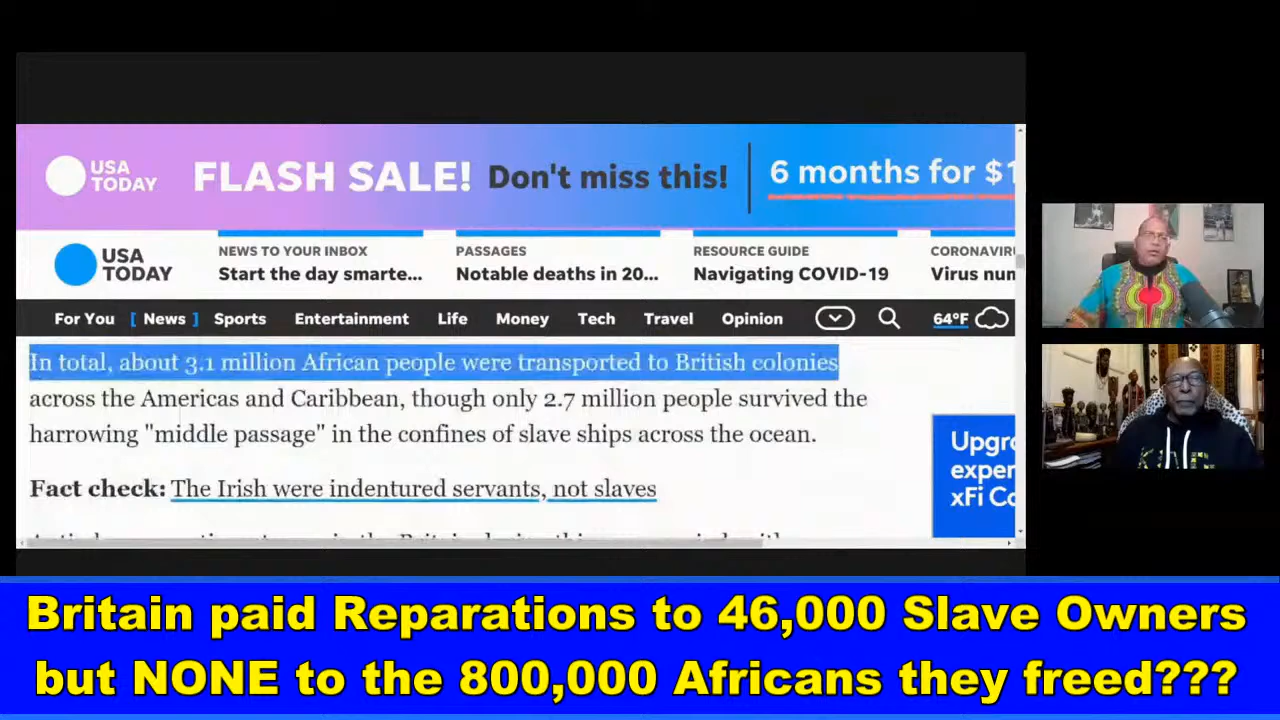 USA TODAY
FLASH SALE! Don't miss this! 6 months for $1
USA TODAY
NEWS TO YOUR INBOX
Start the day smarte...
PASSAGES
Notable deaths in 20...
RESOURCE GUIDE
Navigating COVID-19
CORONAVIR
Virus num
For You [ News ] Sports Entertainment Life Money Tech Travel Opinion 64°F
In total, about 3.1 million African people were transported to British colonies
across the Americas and Caribbean, though only 2.7 million people survived the
harrowing "middle passage" in the confines of slave ships across the ocean.
Fact check: The Irish were indentured servants, not slaves
Upgr
exper
xFi Co
Britain paid Reparations to 46,000 Slave Owners
but NONE to the 800,000 Africans they freed???